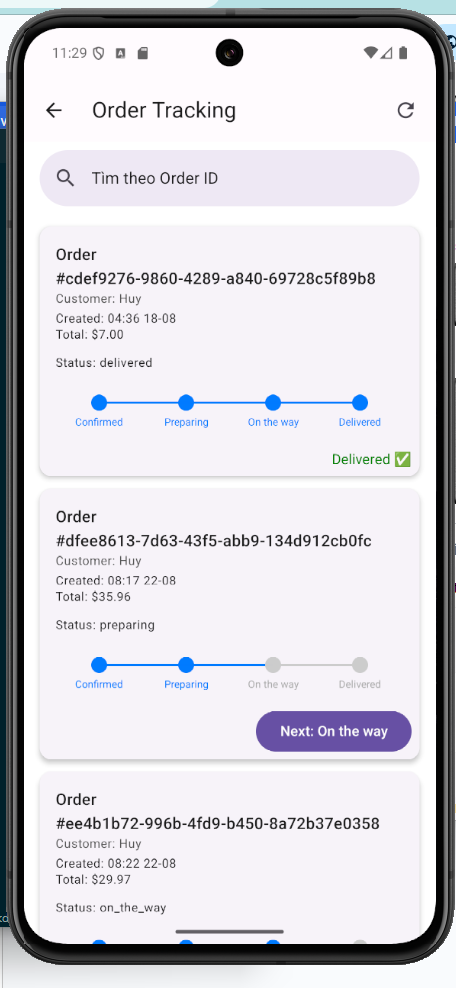 11:29
Order Tracking
Tìm theo Order ID
Order
#cdef9276-9860-4289-a840-69728c5f89b8
Customer: Huy
Created: 04:36 18-08
Total: $7.00
Status: delivered
Confirmed Preparing On the way Delivered
Delivered ✅
Order
#dfee8613-7d63-43f5-abb9-134d912cb0fc
Customer: Huy
Created: 08:17 22-08
Total: $35.96
Status: preparing
Confirmed Preparing On the way Delivered
Next: On the way
Order
#ee4b1b72-996b-4fd9-b450-8a72b37e0358
Customer: Huy
Created: 08:22 22-08
Total: $29.97
Status: on_the_way